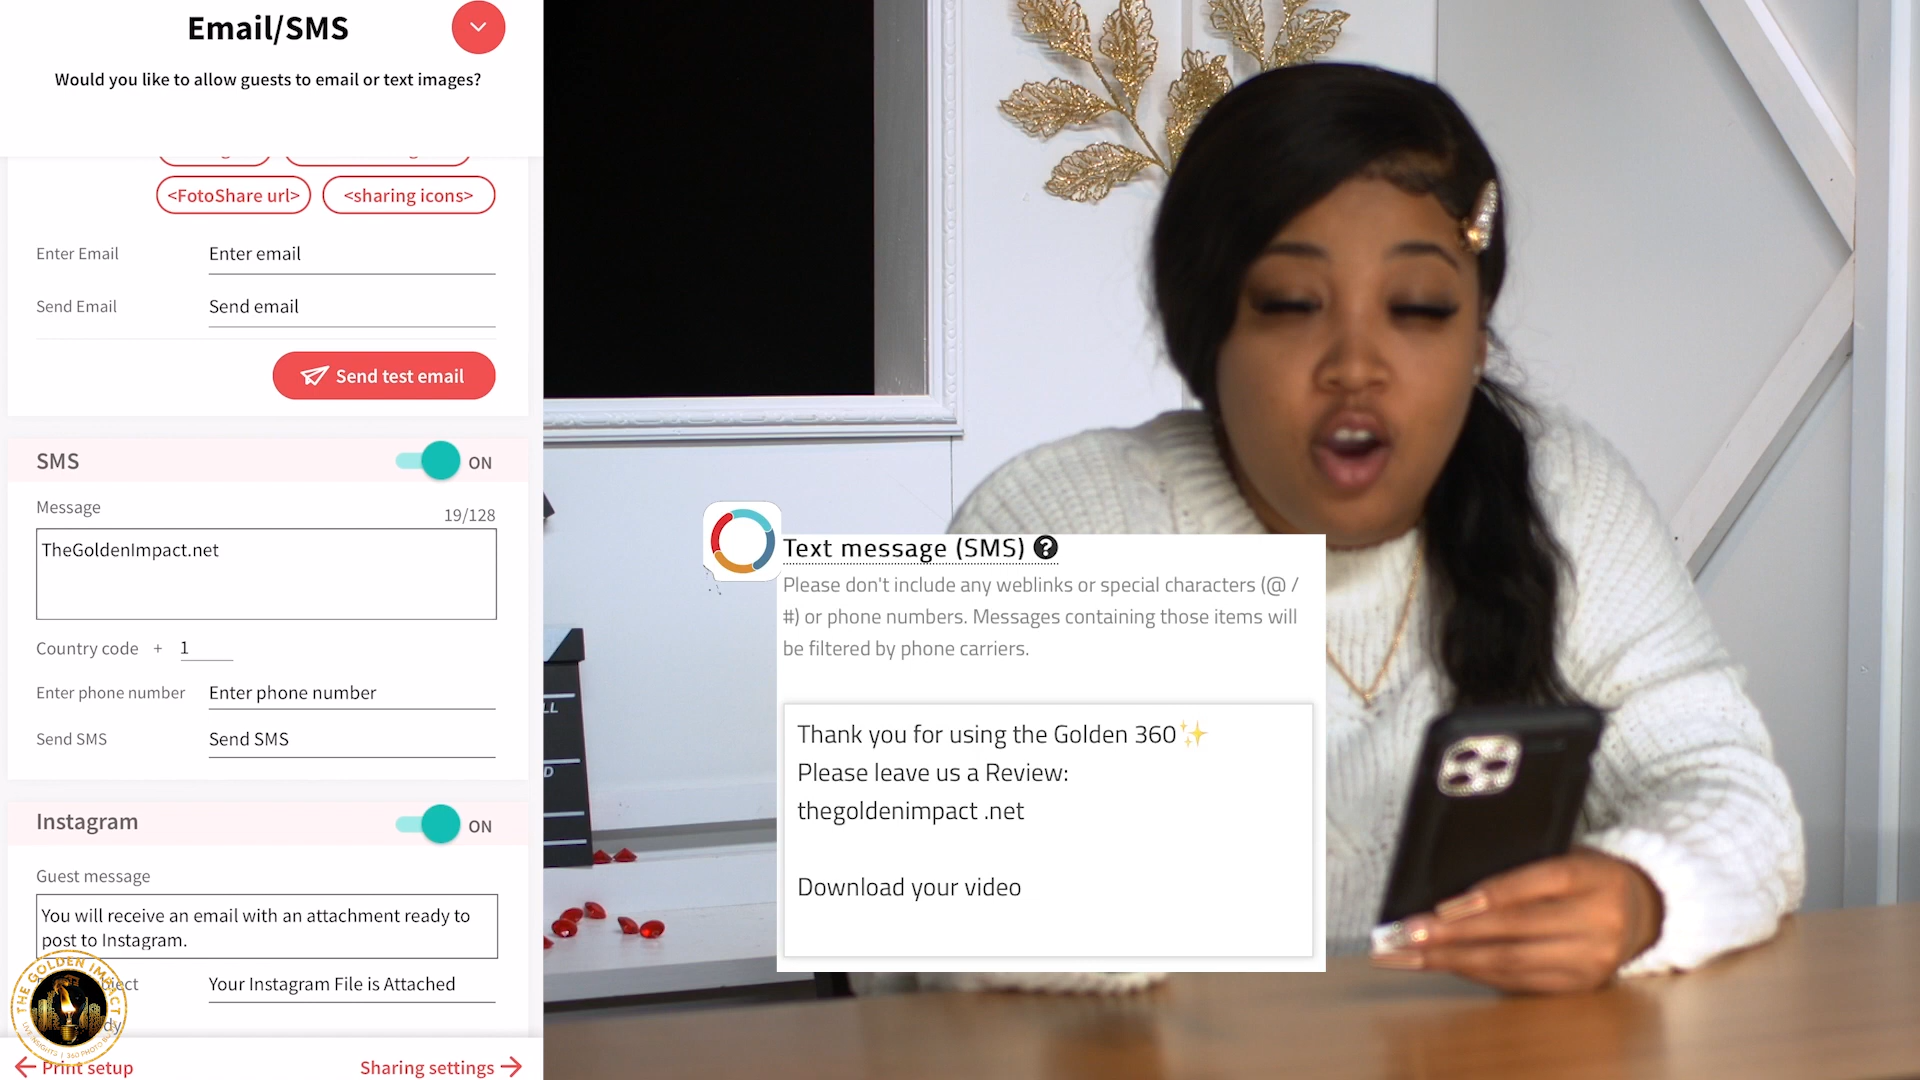 Email/SMS
Would you like to allow guests to email or text images?
<FotoShare url>
<sharing icons>
Enter Email
Enter email
Send Email
Send email
Send test email
SMS
ON
Message
19/128
TheGoldenImpact.net
Country code + 1
Enter phone number
Enter phone number
Send SMS
Send SMS
Instagram
ON
Guest message
You will receive an email with an attachment ready to
post to Instagram.
Your Instagram File is Attached
THE GOLDEN IMPACT
Print setup
Sharing settings
Text message (SMS) ?
Please don't include any weblinks or special characters (@ /
#) or phone numbers. Messages containing those items will
be filtered by phone carriers.
Thank you for using the Golden 360✨
Please leave us a Review:
thegoldenimpact .net
Download your video